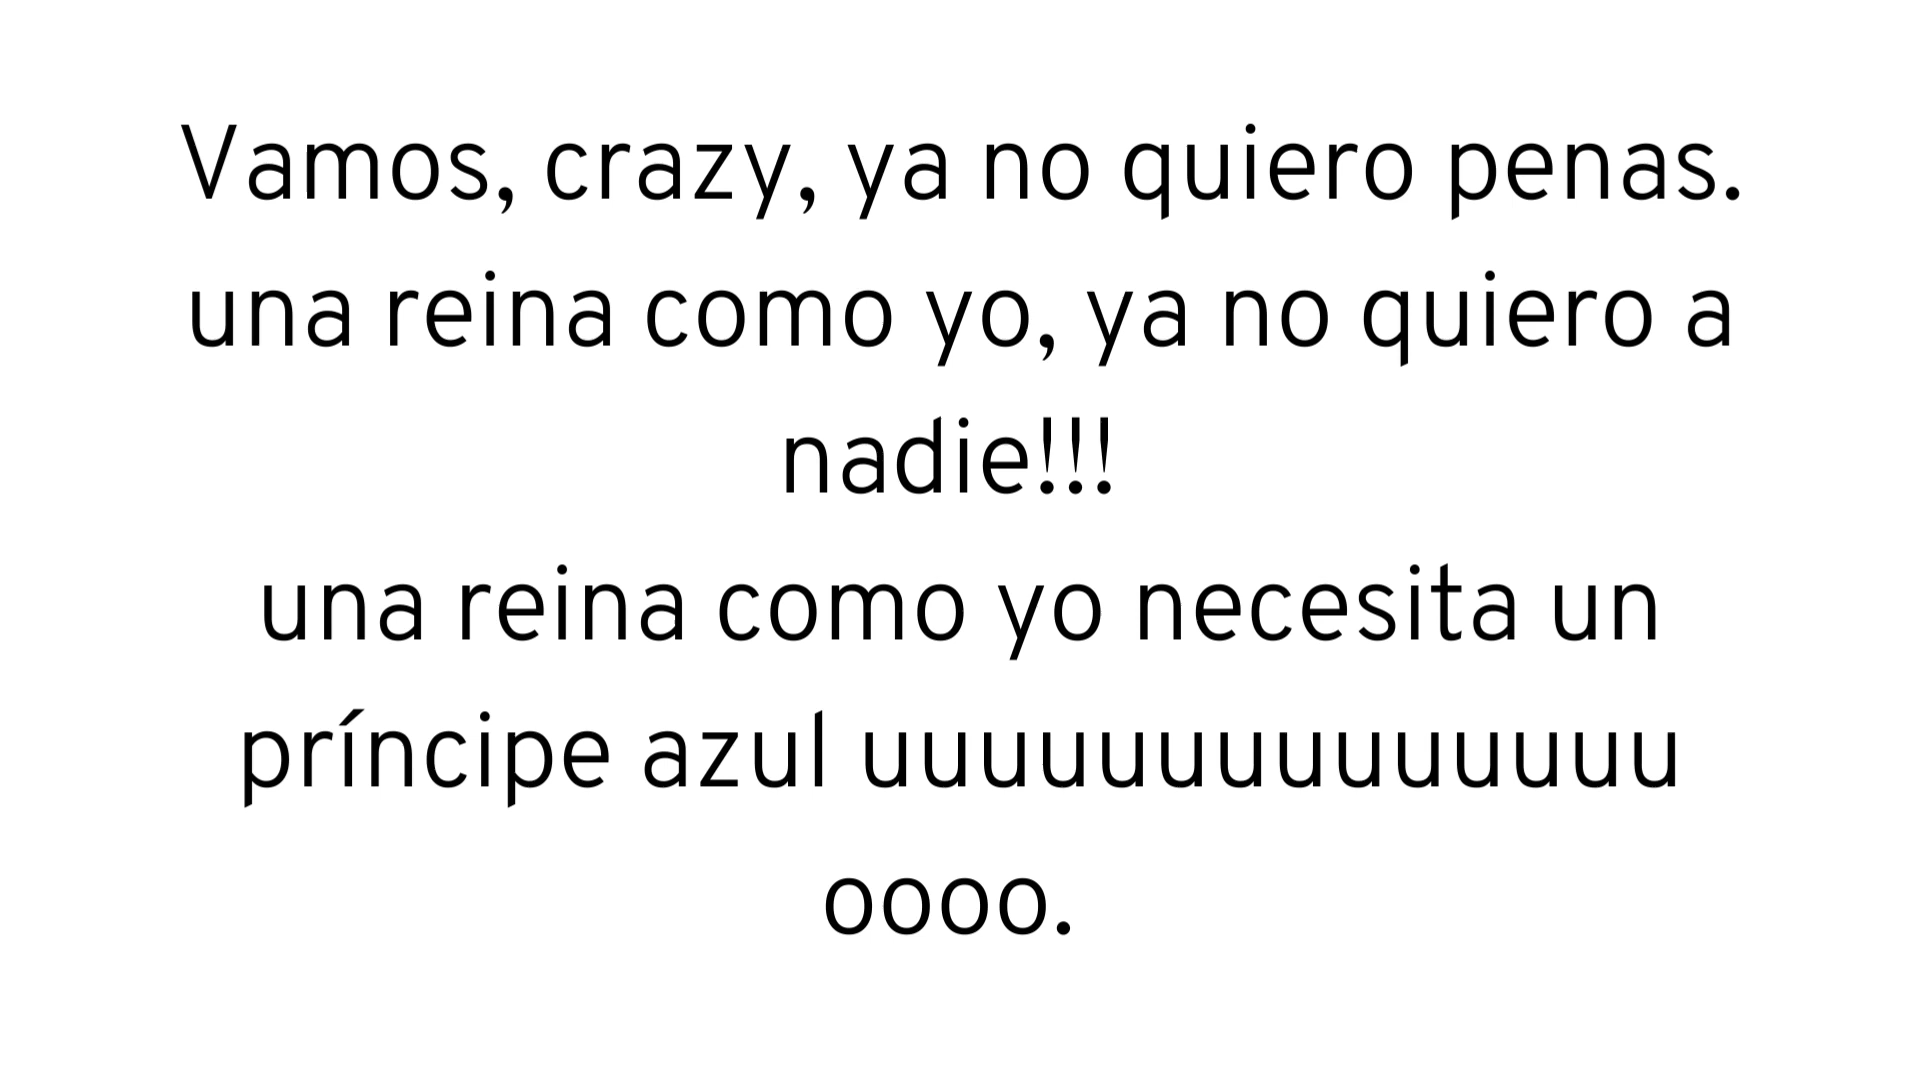 Vamos, crazy, ya no quiero penas.
una reina como yo, ya no quiero a
nadie!!!
una reina como yo necesita un
príncipe azul uuuuuuuuuuuuuu
oooo.